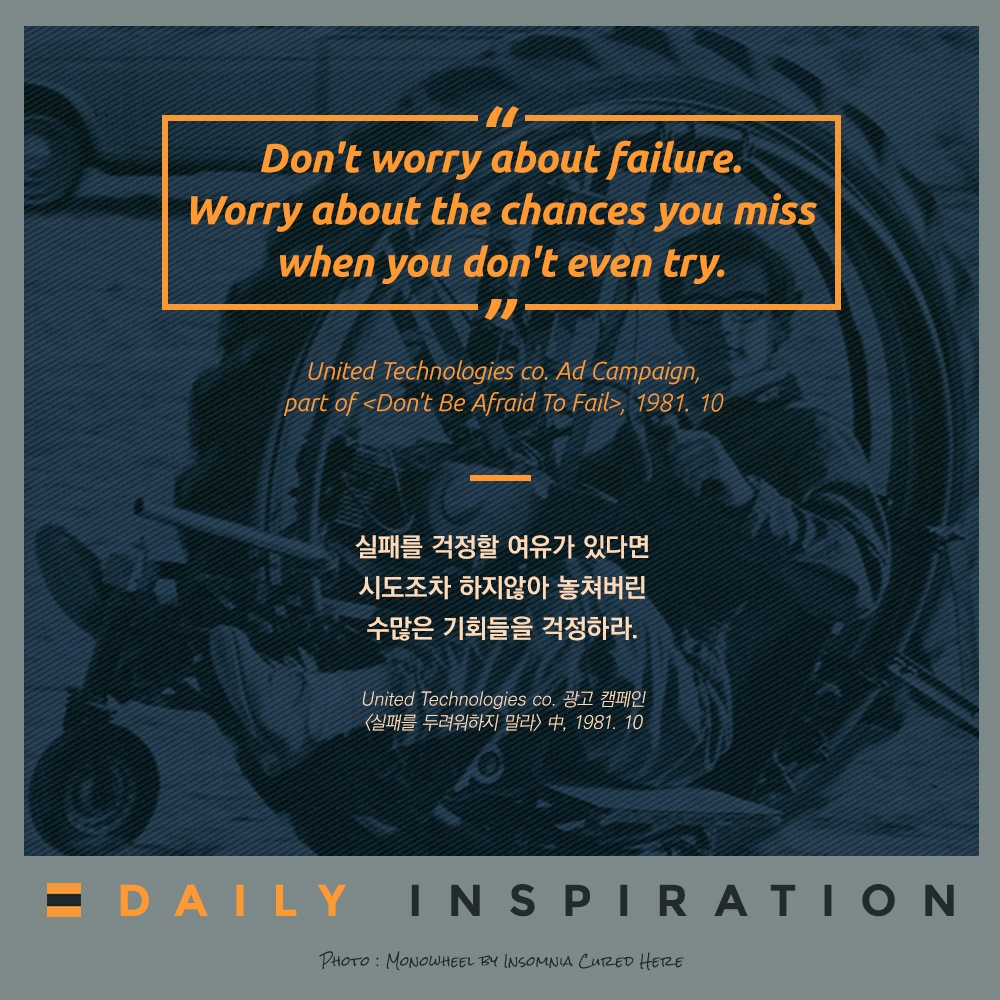 “
Don't worry about failure.
Worry about the chances you miss
when you don't even try.
”
United Technologies co. Ad Campaign,
part of <Don't Be Afraid To Fail>, 1981. 10
실패를 걱정할 여유가 있다면
시도조차 하지않아 놓쳐버린
수많은 기회들을 걱정하라.
United Technologies co. 광고 캠페인
〈실패를 두려워하지 말라〉 中, 1981. 10
DAILY INSPIRATION
Photo : Monowheel by Insomnia Cured Here